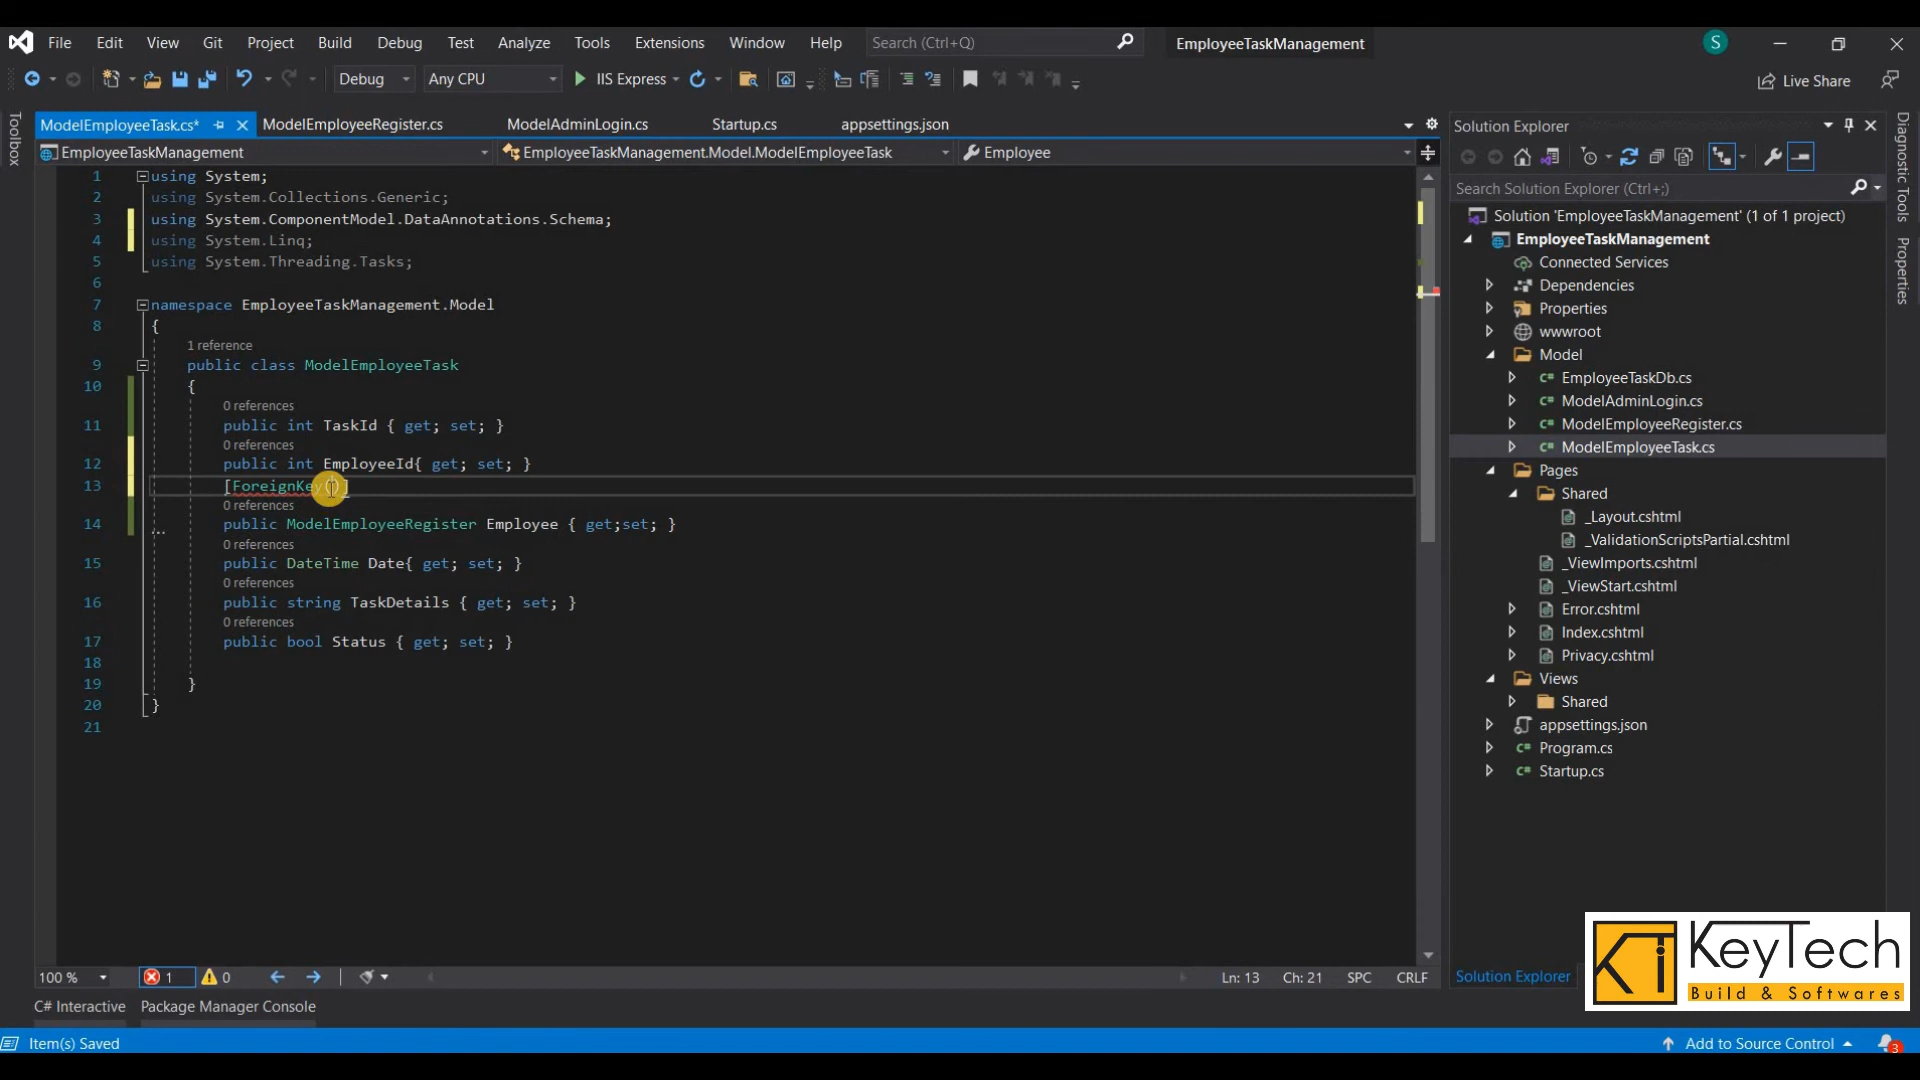 File Edit View Git Project Build Debug Test Analyze Tools Extensions Window Help Search (Ctrl+Q) EmployeeTaskManagement S
Debug Any CPU IIS Express Live Share
Toolbox
ModelEmployeeTask.cs* ModelEmployeeRegister.cs ModelAdminLogin.cs Startup.cs appsettings.json
EmployeeTaskManagement EmployeeTaskManagement.Model.ModelEmployeeTask Employee
1 using System;
2 using System.Collections.Generic;
3 using System.ComponentModel.DataAnnotations.Schema;
4 using System.Linq;
5 using System.Threading.Tasks;
6
7 namespace EmployeeTaskManagement.Model
8 {
1 reference
9 public class ModelEmployeeTask
10 {
0 references
11 public int TaskId { get; set; }
0 references
12 public int EmployeeId{ get; set; }
13 [ForeignKey()]
0 references
14 public ModelEmployeeRegister Employee { get;set; }
0 references
15 public DateTime Date{ get; set; }
0 references
16 public string TaskDetails { get; set; }
0 references
17 public bool Status { get; set; }
18
19 }
20 }
21
100 % 1 0 Ln: 13 Ch: 21 SPC CRLF
C# Interactive Package Manager Console
Item(s) Saved Add to Source Control 3
Solution Explorer
Search Solution Explorer (Ctrl+;)
Solution 'EmployeeTaskManagement' (1 of 1 project)
EmployeeTaskManagement
Connected Services
Dependencies
Properties
wwwroot
Model
C# EmployeeTaskDb.cs
C# ModelAdminLogin.cs
C# ModelEmployeeRegister.cs
C# ModelEmployeeTask.cs
Pages
Shared
_Layout.cshtml
_ValidationScriptsPartial.cshtml
_ViewImports.cshtml
_ViewStart.cshtml
Error.cshtml
Index.cshtml
Privacy.cshtml
Views
Shared
appsettings.json
C# Program.cs
C# Startup.cs
Solution Explorer
Diagnostic Tools
Properties
KeyTech
Build & Softwares